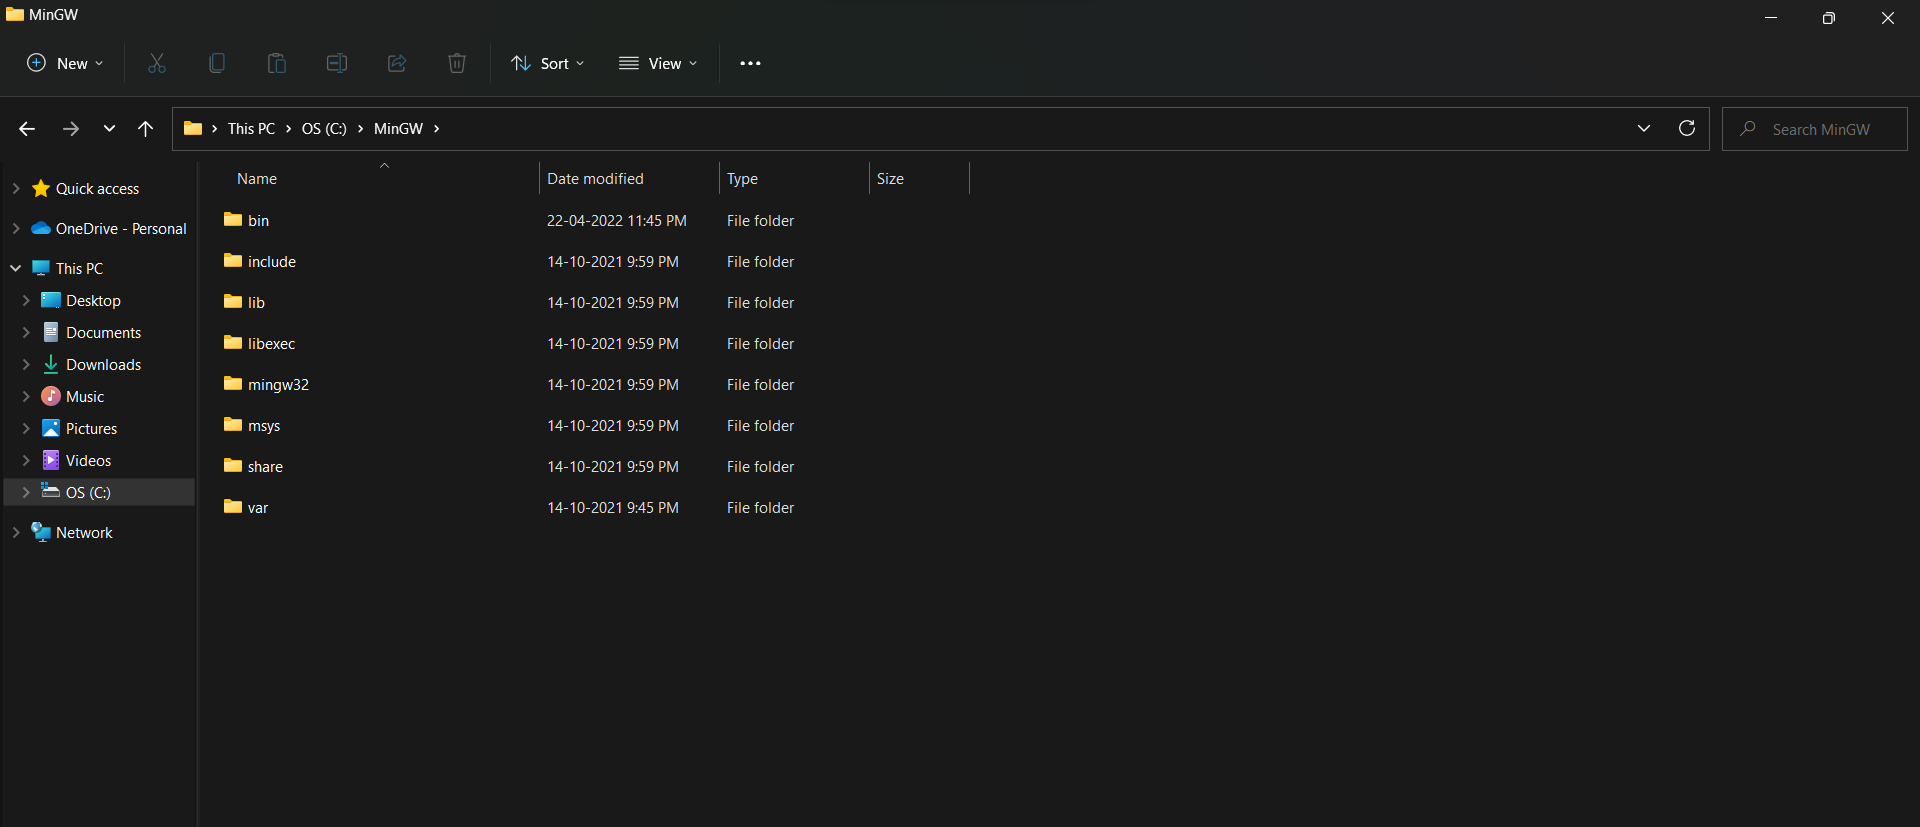 MinGW
New Sort View
This PC OS (C:) MinGW Search MinGW
Name Date modified Type Size
Quick access
OneDrive - Personal
This PC
Desktop
Documents
Downloads
Music
Pictures
Videos
OS (C:)
Network
bin 22-04-2022 11:45 PM File folder
include 14-10-2021 9:59 PM File folder
lib 14-10-2021 9:59 PM File folder
libexec 14-10-2021 9:59 PM File folder
mingw32 14-10-2021 9:59 PM File folder
msys 14-10-2021 9:59 PM File folder
share 14-10-2021 9:59 PM File folder
var 14-10-2021 9:45 PM File folder